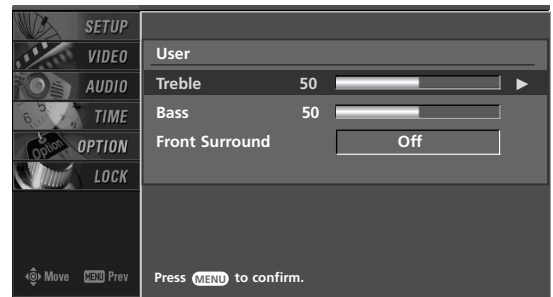 SETUP
VIDEO
AUDIO
TIME
OPTION
LOCK
Move MENU Prev
User
Treble 50
Bass 50
Front Surround Off
Press MENU to confirm.
Option